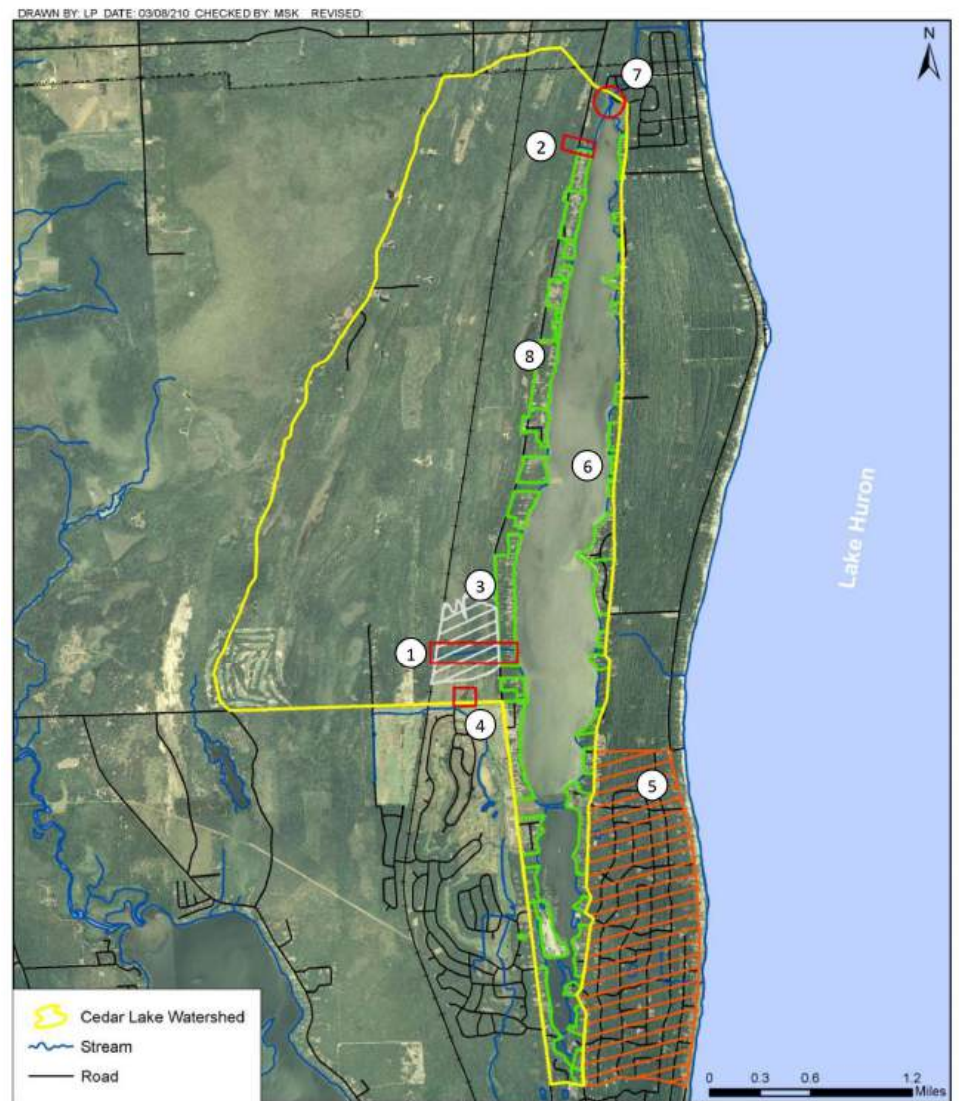 DRAWN BY: LP DATE: 03/08/210 CHECKED BY: MSK REVISED:
N
7
2
8
6
Lake Huron
3
1
4
5
Cedar Lake Watershed
Stream
Road
0 0.3 0.6 1.2
Miles